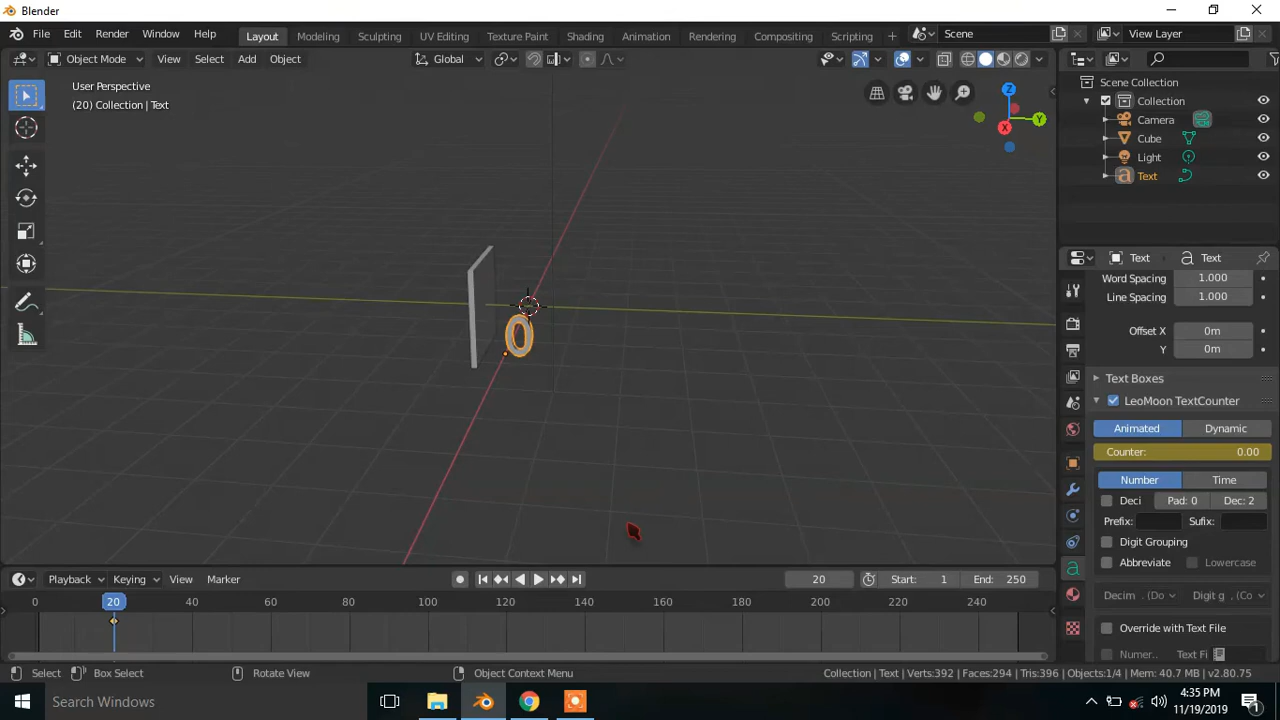 Blender
File Edit Render Window Help Layout Modeling Sculpting UV Editing Texture Paint Shading Animation Rendering Compositing Scripting + Scene View Layer
Object Mode View Select Add Object Global
User Perspective
(20) Collection | Text
Z
Y
X
0
Scene Collection
Collection
Camera
Cube
Light
a Text
Text Text
Word Spacing 1.000
Line Spacing 1.000
Offset X 0m
Y 0m
Text Boxes
LeoMoon TextCounter
Animated Dynamic
Counter: 0.00
Number Time
Deci Pad: 0 Dec: 2
Prefix: Sufix:
Digit Grouping
Abbreviate Lowercase
Decim . (Do Digit g . (Co
Override with Text File
Numer.. Text Fi
Playback Keying View Marker 20 Start: 1 End: 250
0 20 40 60 80 100 120 140 160 180 200 220 240
Select Box Select Rotate View Object Context Menu Collection | Text | Verts:392 | Faces:294 | Tris:396 | Objects:1/4 | Mem: 40.7 MB | v2.80.75
Search Windows
4:35 PM
11/19/2019
1